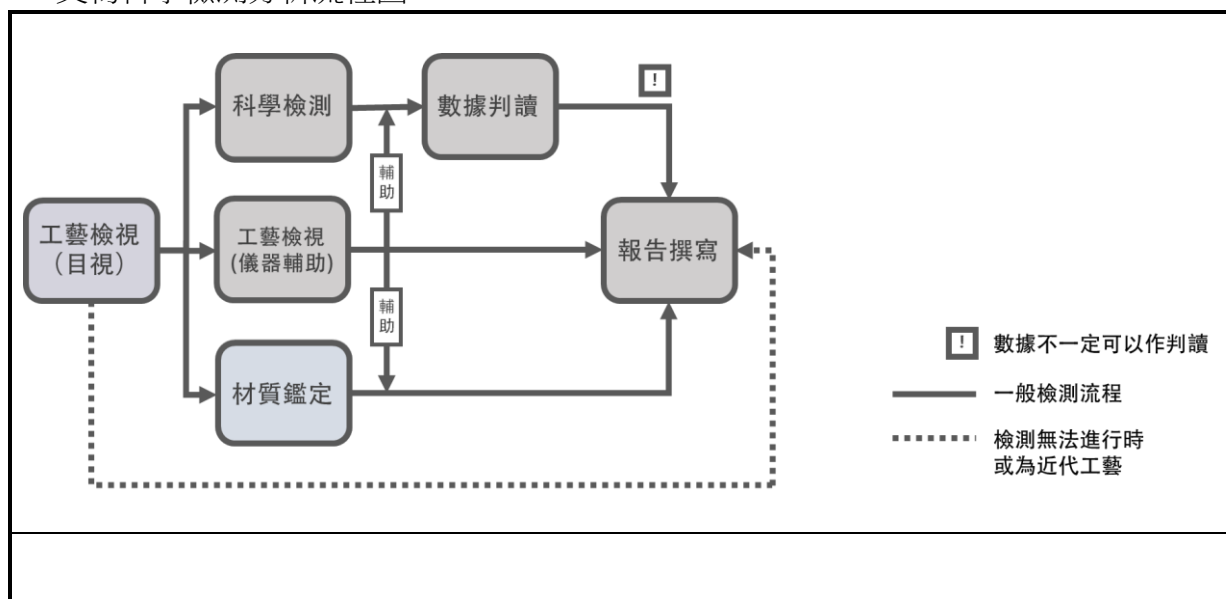 科學檢測
數據判讀
!
輔
助
工藝檢視
（目視）
工藝檢視
(儀器輔助)
報告撰寫
輔
助
材質鑑定
! 數據不一定可以作判讀
一般檢測流程
檢測無法進行時
或為近代工藝